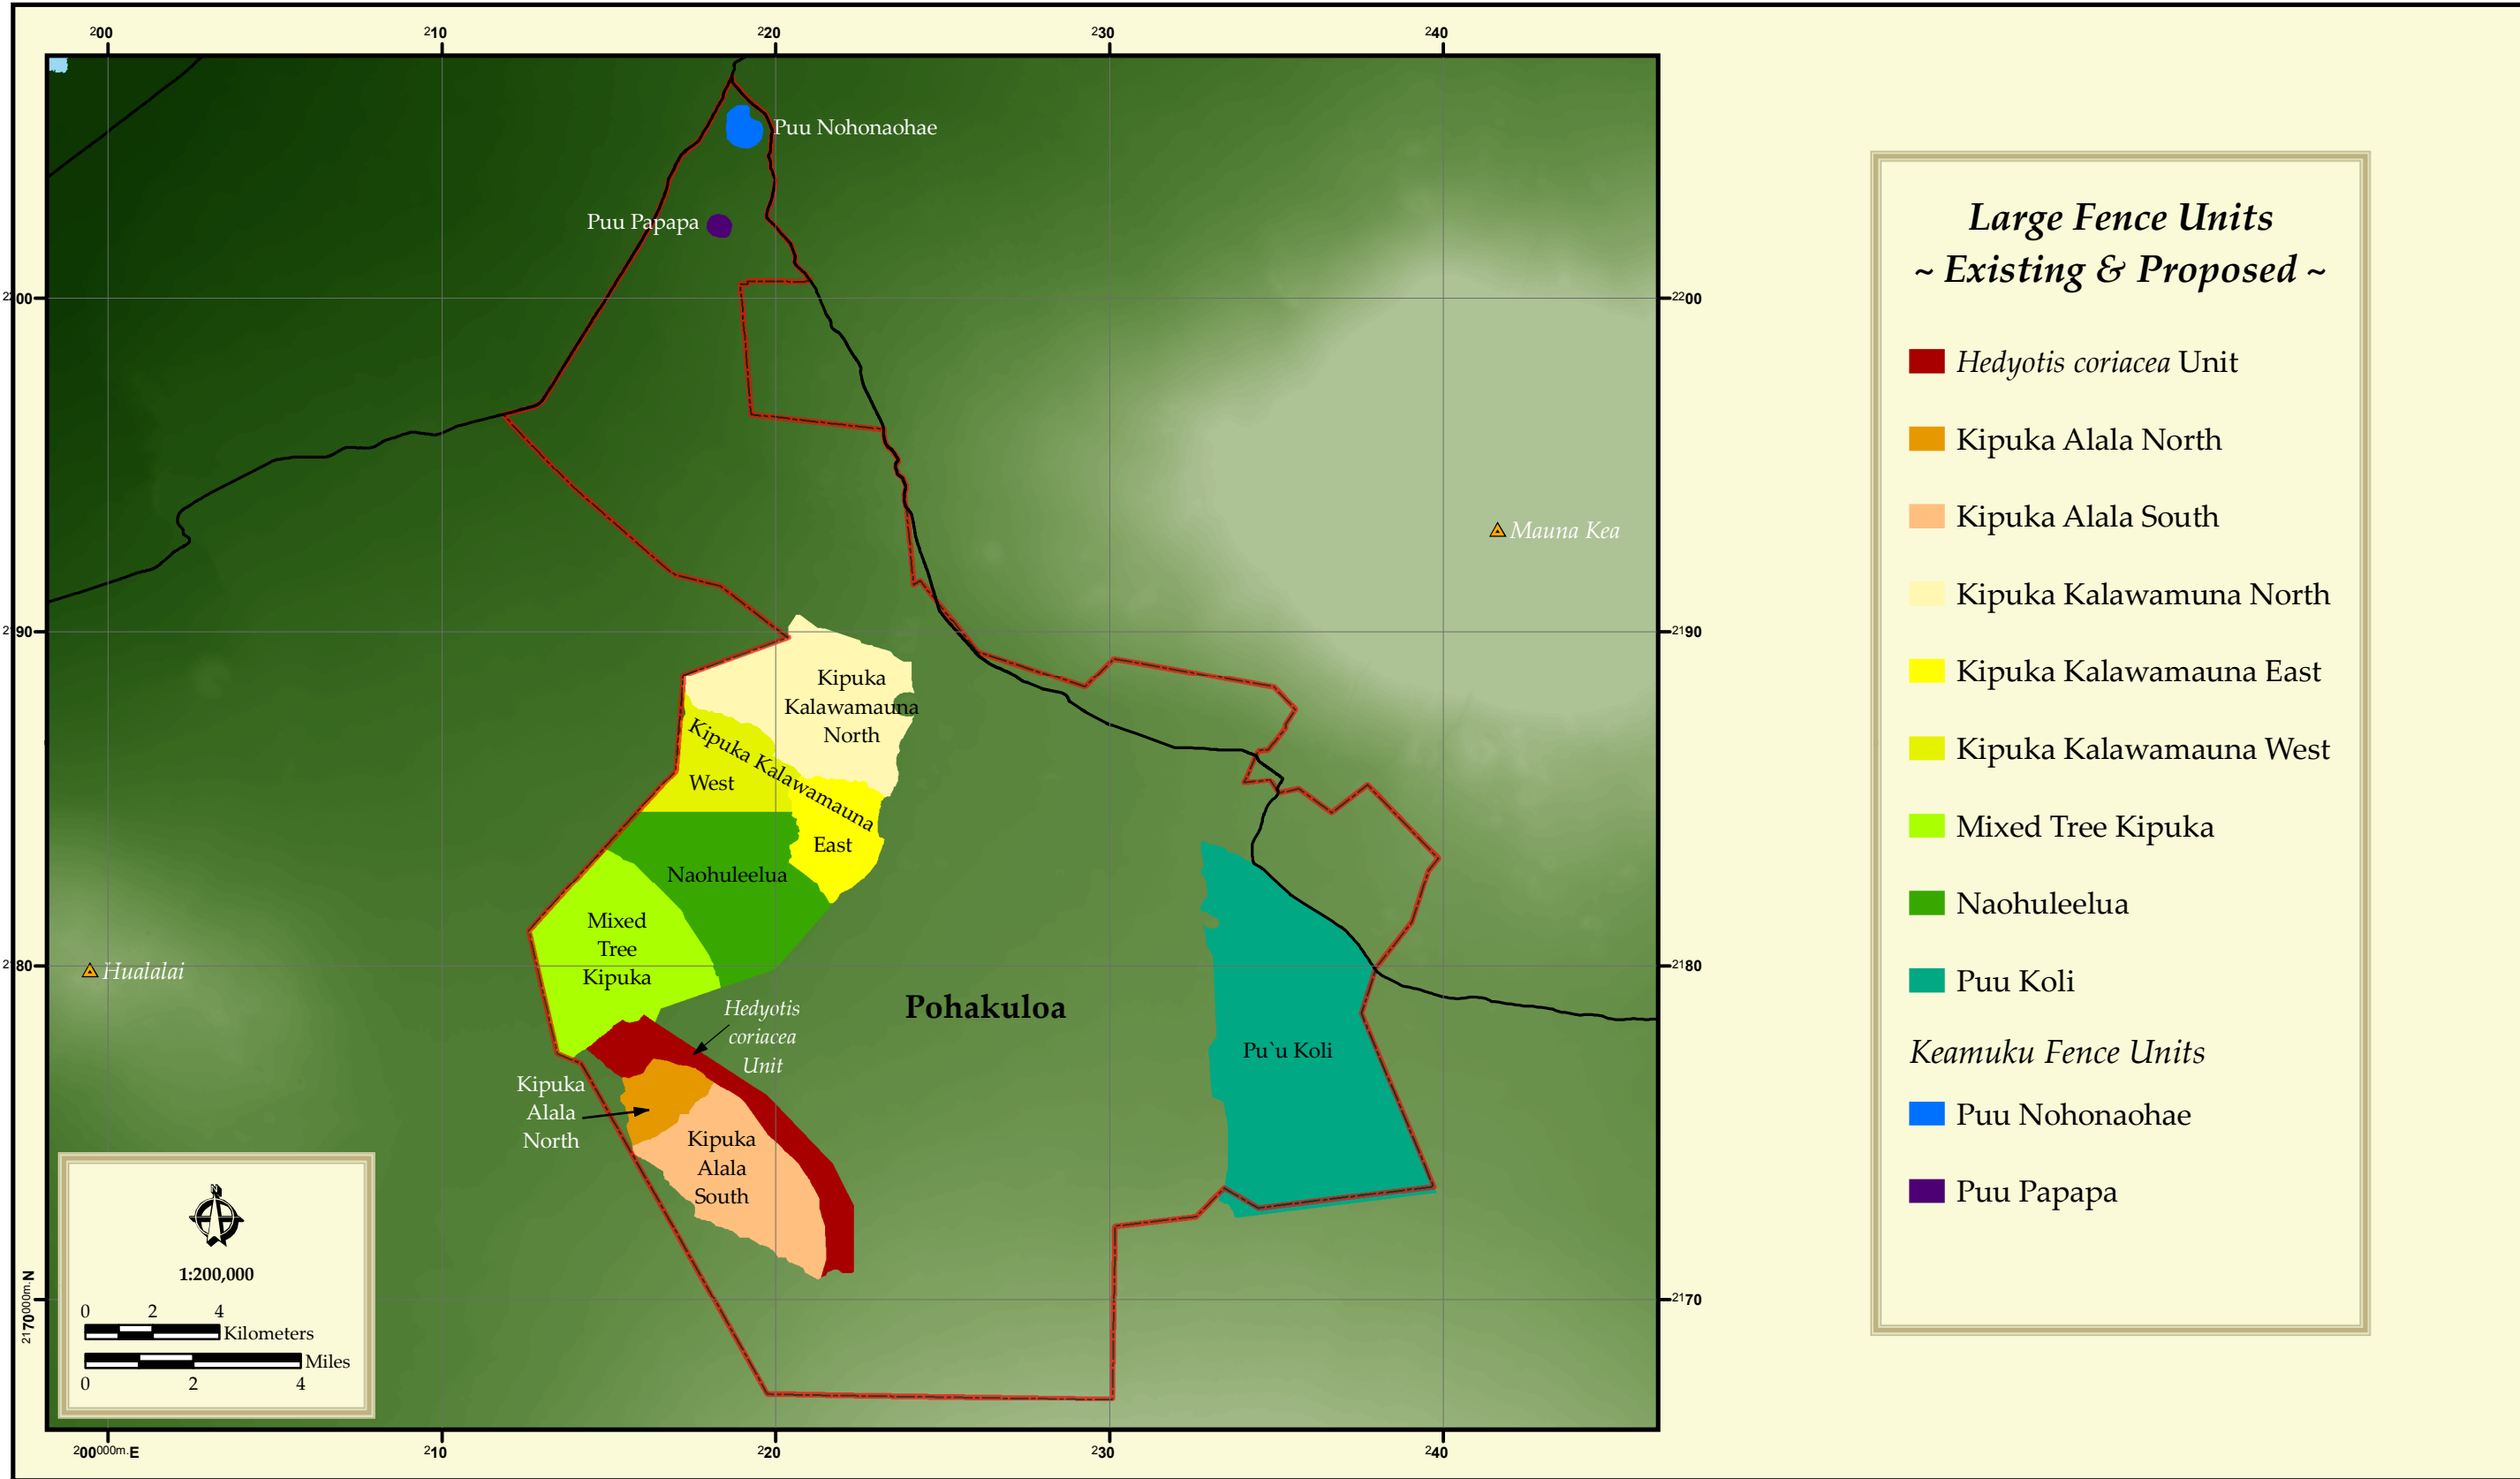 200
210
220
230
240
Puu Nohonaohae
Puu Papapa
2200
2200
Mauna Kea
2190
2190
Kipuka
Kalawamauna
North
Kipuka Kalawamauna
West
East
Naohuleelua
Mixed
Tree
Kipuka
2180
2180
Hualalai
Hedyotis
coriacea
Unit
Pohakuloa
Pu`u Koli
Kipuka
Alala
North
Kipuka
Alala
South
N
1:200,000
0 2 4
Kilometers
Miles
0 2 4
2170000m.N
2170
200000m.E
210
220
230
240
Large Fence Units
~ Existing & Proposed ~
Hedyotis coriacea Unit
Kipuka Alala North
Kipuka Alala South
Kipuka Kalawamuna North
Kipuka Kalawamauna East
Kipuka Kalawamauna West
Mixed Tree Kipuka
Naohuleelua
Puu Koli
Keamuku Fence Units
Puu Nohonaohae
Puu Papapa